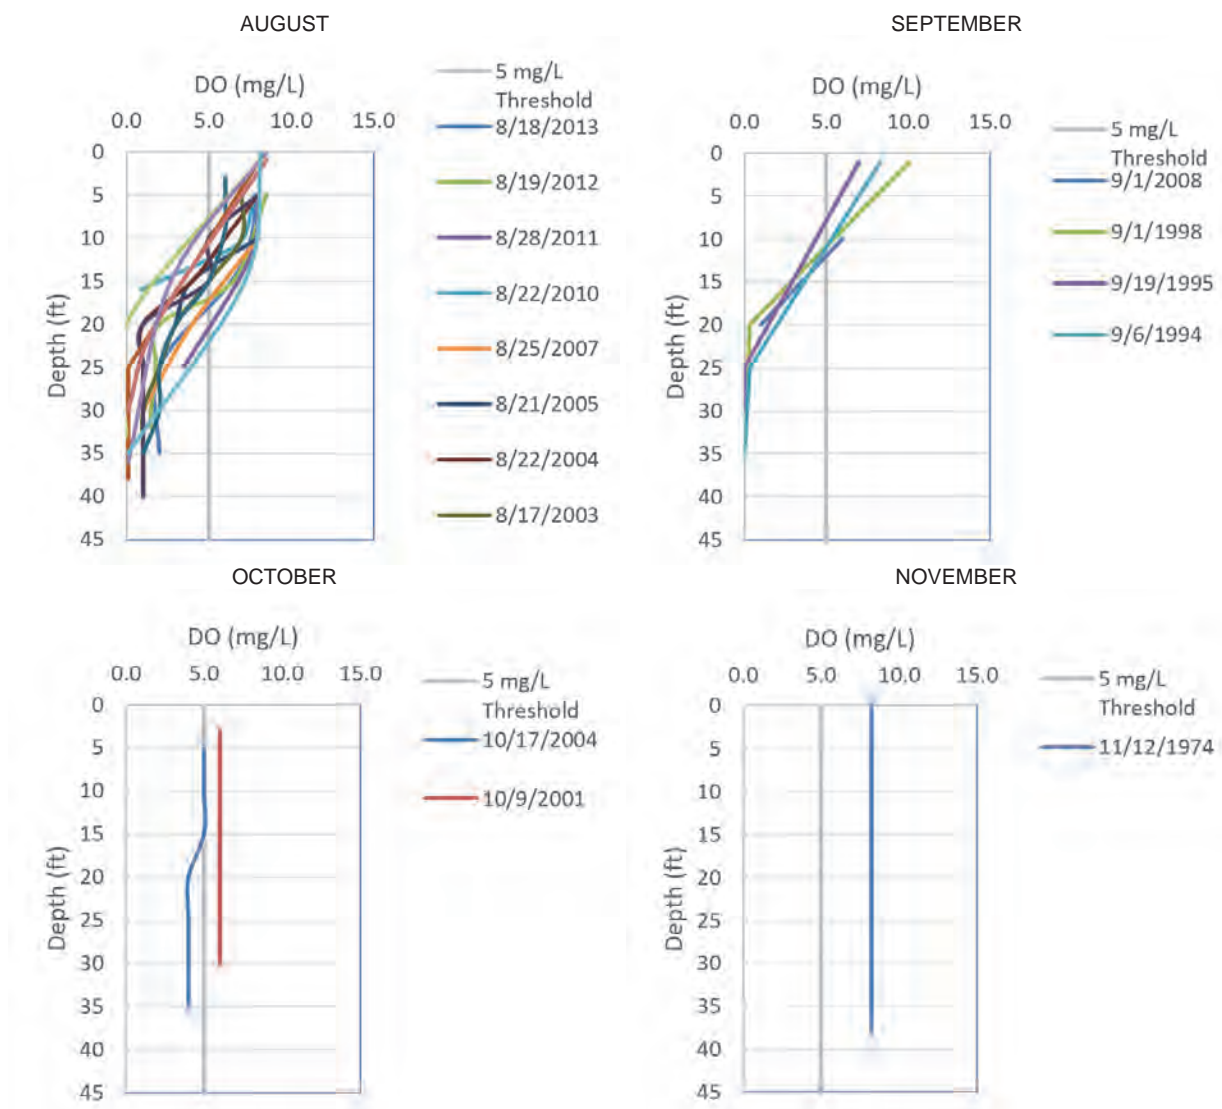 AUGUST
DO (mg/L)
0.0 5.0 10.0 15.0
0
5
10
15
20
25
30
35
40
45
Depth (ft)
5 mg/L
Threshold
8/18/2013
8/19/2012
8/28/2011
8/22/2010
8/25/2007
8/21/2005
8/22/2004
8/17/2003
SEPTEMBER
DO (mg/L)
0.0 5.0 10.0 15.0
0
5
10
15
20
25
30
35
40
45
Depth (ft)
5 mg/L
Threshold
9/1/2008
9/1/1998
9/19/1995
9/6/1994
OCTOBER
DO (mg/L)
0.0 5.0 10.0 15.0
0
5
10
15
20
25
30
35
40
45
Depth (ft)
5 mg/L
Threshold
10/17/2004
10/9/2001
NOVEMBER
DO (mg/L)
0.0 5.0 10.0 15.0
0
5
10
15
20
25
30
35
40
45
Depth (ft)
5 mg/L
Threshold
11/12/1974